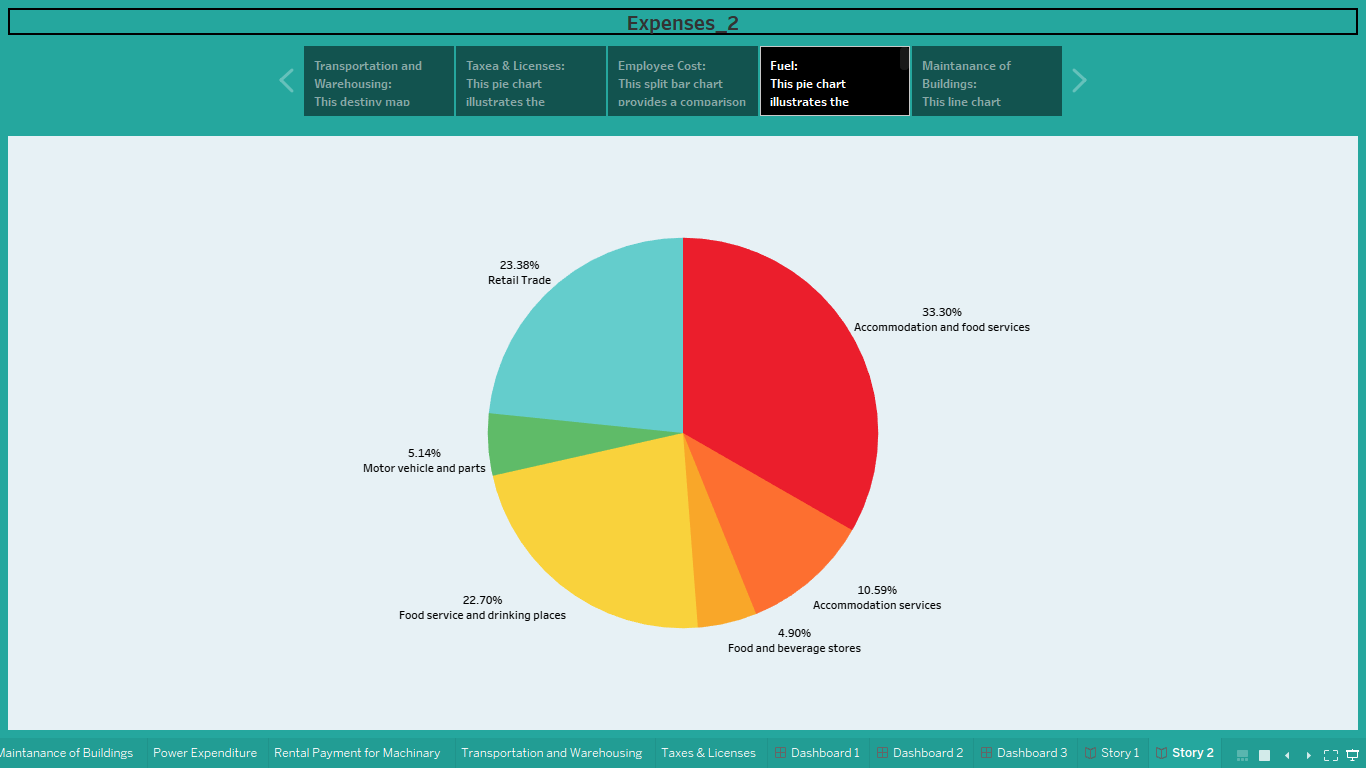 Expenses_2
Transportation and
Warehousing:
This destiny map
Taxea & Licenses:
This pie chart
illustrates the
Employee Cost:
This split bar chart
provides a comparison
Fuel:
This pie chart
illustrates the
Maintanance of
Buildings:
This line chart
23.38%
Retail Trade
33.30%
Accommodation and food services
5.14%
Motor vehicle and parts
22.70%
Food service and drinking places
10.59%
Accommodation services
4.90%
Food and beverage stores
Maintanance of Buildings Power Expenditure Rental Payment for Machinary Transportation and Warehousing Taxes & Licenses Dashboard 1 Dashboard 2 Dashboard 3 Story 1 Story 2